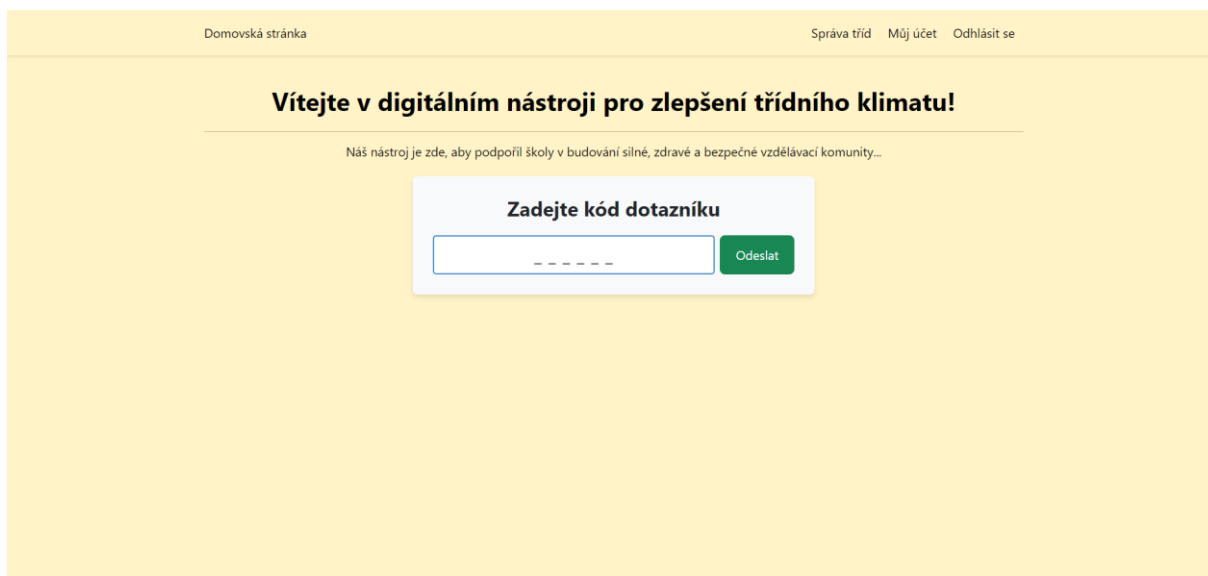 Domovská stránka Správa tříd Můj účet Odhlásit se
Vítejte v digitálním nástroji pro zlepšení třídního klimatu!
Náš nástroj je zde, aby podpořil školy v budování silné, zdravé a bezpečné vzdělávací komunity...
Zadejte kód dotazníku
_ _ _ _ _ _ Odeslat